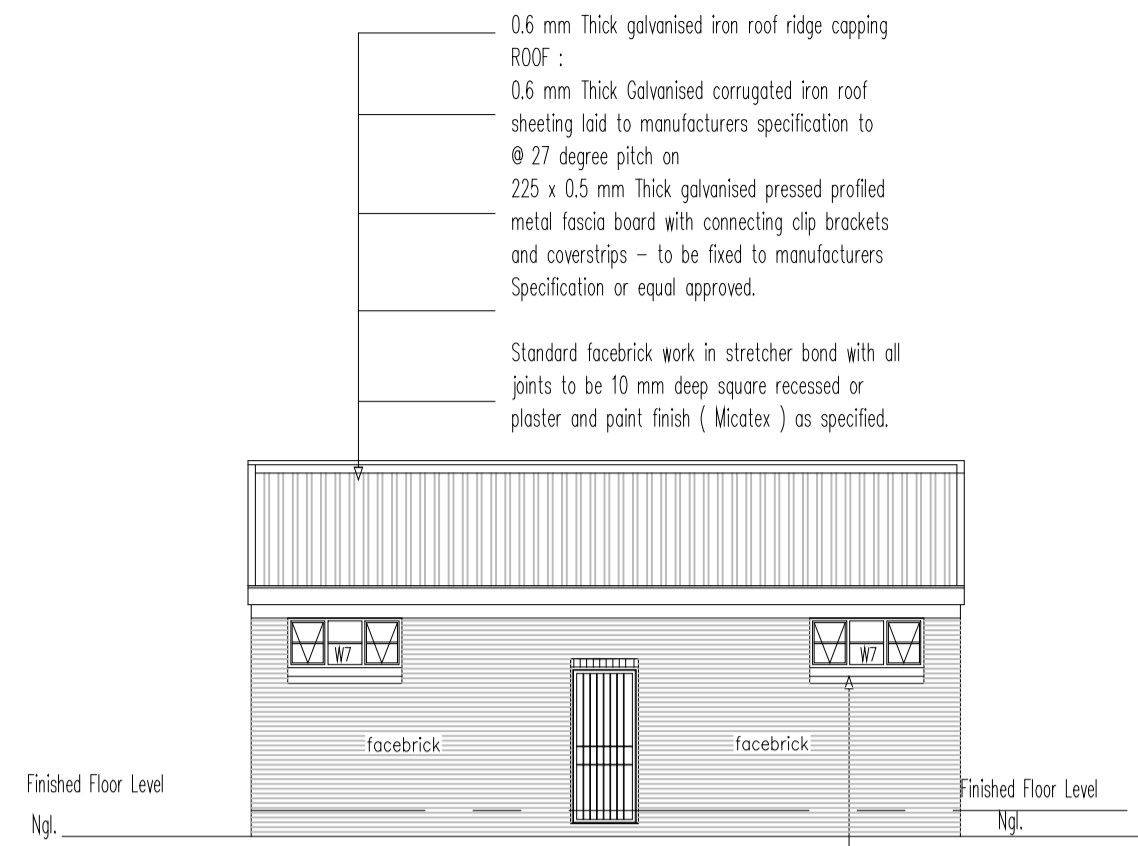 0.6 mm Thick galvanised iron roof ridge capping
ROOF :
0.6 mm Thick Galvanised corrugated iron roof
sheeting laid to manufacturers specification to
@ 27 degree pitch on
225 x 0.5 mm Thick galvanised pressed profiled
metal fascia board with connecting clip brackets
and coverstrips – to be fixed to manufacturers
Specification or equal approved.
Standard facebrick work in stretcher bond with all
joints to be 10 mm deep square recessed or
plaster and paint finish ( Micatex ) as specified.
W7
W7
facebrick
facebrick
Finished Floor Level
Finished Floor Level
Ngl.
Ngl.